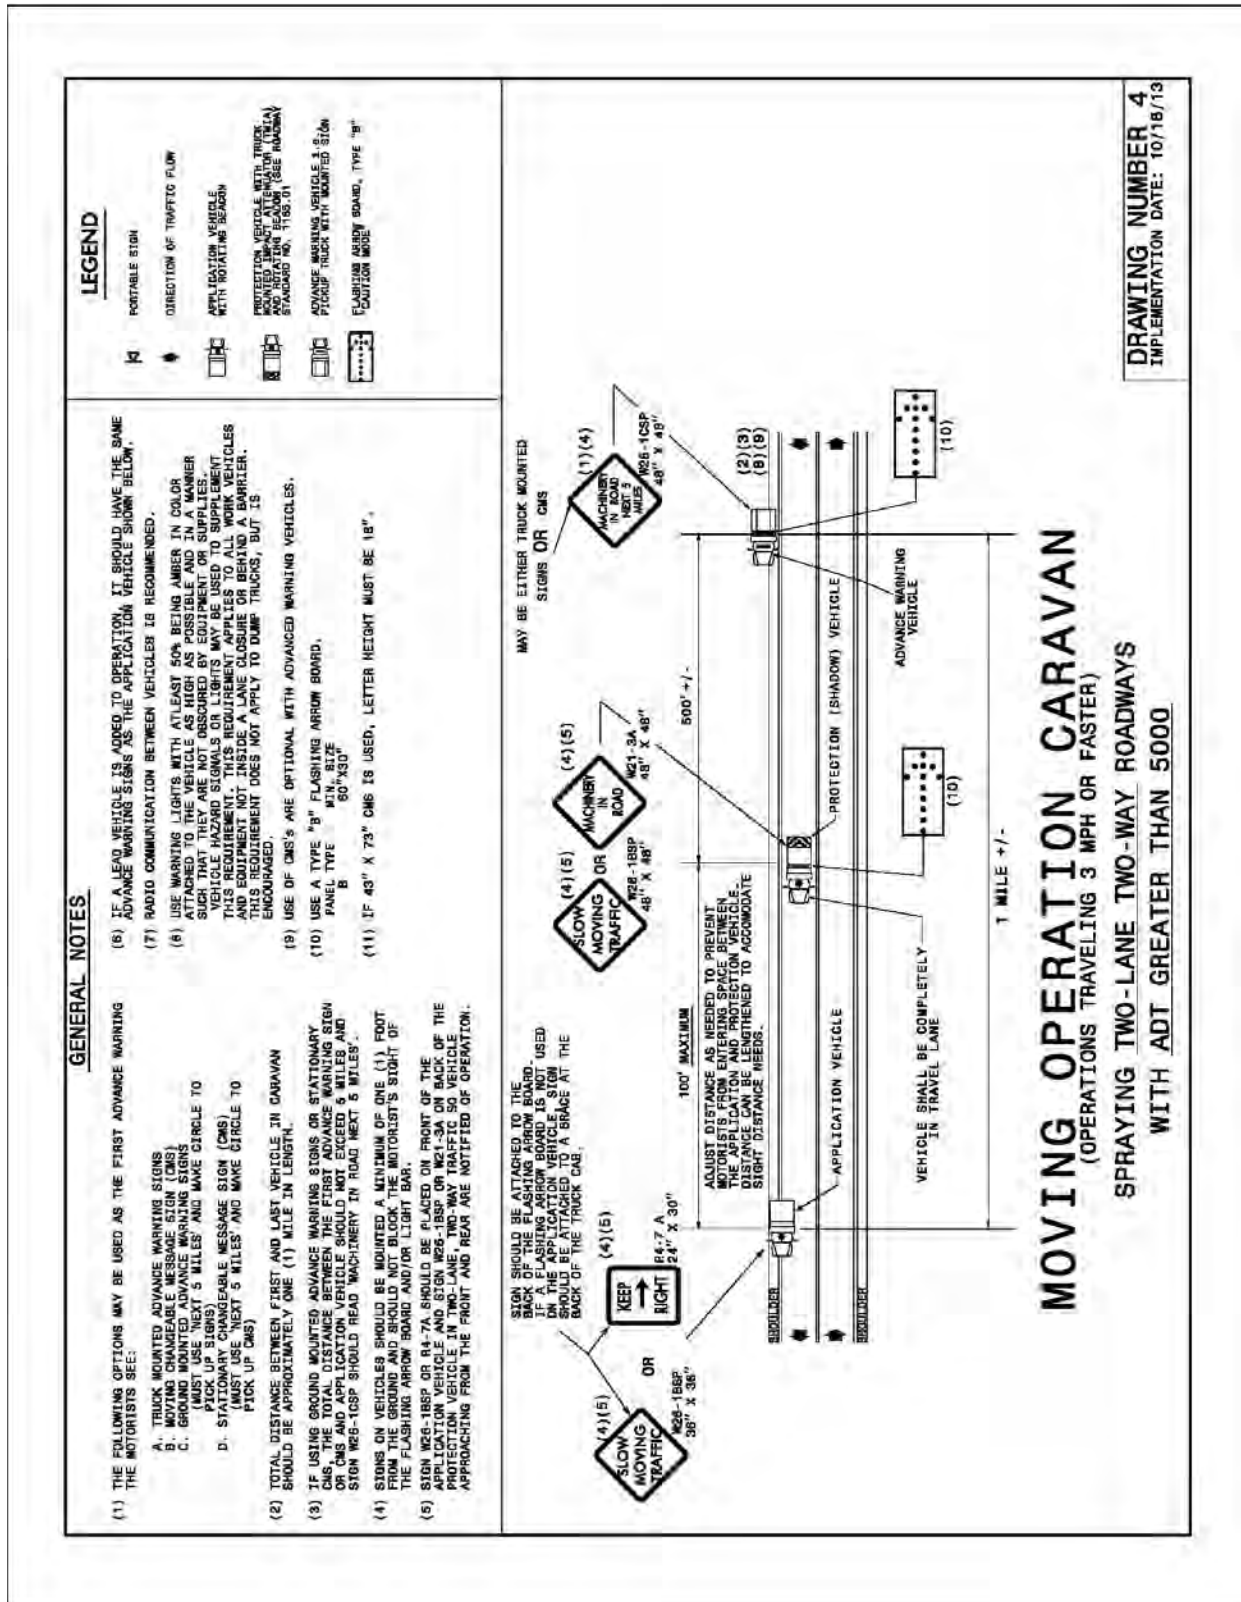 GENERAL NOTES
(1) THE FOLLOWING OPTIONS MAY BE USED AS THE FIRST ADVANCE WARNING
THE MOTORISTS SEE:
A. TRUCK MOUNTED ADVANCE WARNING SIGNS
B. MOVING CHANGEABLE MESSAGE SIGN (CMS)
C. GROUND MOUNTED ADVANCE WARNING SIGNS
(MUST USE 'NEXT 5 MILES' AND MAKE CIRCLE TO
PICK UP SIGNS)
D. STATIONARY CHANGEABLE MESSAGE SIGN (CMS)
(MUST USE 'NEXT 5 MILES' AND MAKE CIRCLE TO
PICK UP CMS)
(2) TOTAL DISTANCE BETWEEN FIRST AND LAST VEHICLE IN CARAVAN
SHOULD BE APPROXIMATELY ONE (1) MILE IN LENGTH.
(3) IF USING GROUND MOUNTED ADVANCE WARNING SIGNS OR STATIONARY
CMS, THE TOTAL DISTANCE BETWEEN THE FIRST ADVANCE WARNING SIGN
OR CMS AND APPLICATION VEHICLE SHOULD NOT EXCEED 5 MILES AND
SIGN W26-1CSP SHOULD READ 'MACHINERY IN ROAD NEXT 5 MILES'.
(4) SIGNS ON VEHICLES SHOULD BE MOUNTED A MINIMUM OF ONE (1) FOOT
FROM THE GROUND AND SHOULD NOT BLOCK THE MOTORIST'S SIGHT OF
THE FLASHING ARROW BOARD AND/OR LIGHT BAR.
(5) SIGN W26-1BSP OR R4-7A SHOULD BE PLACED ON FRONT OF THE
APPLICATION VEHICLE AND SIGN W26-1BSP OR W21-3A ON BACK OF THE
PROTECTION VEHICLE IN TWO-LANE, TWO-WAY TRAFFIC SO VEHICLE
APPROACHING FROM THE FRONT AND REAR ARE NOTIFIED OF OPERATION.
(6) IF A LEAD VEHICLE IS ADDED TO OPERATION, IT SHOULD HAVE THE SAME
ADVANCE WARNING SIGNS AS THE APPLICATION VEHICLE SHOWN BELOW.
(7) RADIO COMMUNICATION BETWEEN VEHICLES IS RECOMMENDED.
(8) USE WARNING LIGHTS WITH ATLEAST 50% BEING AMBER IN COLOR
ATTACHED TO THE VEHICLE AS HIGH AS POSSIBLE AND IN A MANNER
SUCH THAT THEY ARE NOT OBSCURED BY EQUIPMENT OR SUPPLIES.
VEHICLE HAZARD SIGNALS OR LIGHTS MAY BE USED TO SUPPLEMENT
THIS REQUIREMENT. THIS REQUIREMENT APPLIES TO ALL WORK VEHICLES
AND EQUIPMENT NOT INSIDE A LANE CLOSURE OR BEHIND A BARRIER.
THIS REQUIREMENT DOES NOT APPLY TO DUMP TRUCKS, BUT IS
ENCOURAGED.
(9) USE OF CMS's ARE OPTIONAL WITH ADVANCED WARNING VEHICLES.
(10) USE A TYPE "B" FLASHING ARROW BOARD.
PANEL TYPE MIN. SIZE
B 60"X30"
(11) IF 43" X 73" CMS IS USED, LETTER HEIGHT MUST BE 18".
LEGEND
PORTABLE SIGN
DIRECTION OF TRAFFIC FLOW
APPLICATION VEHICLE
WITH ROTATING BEACON
PROTECTION VEHICLE WITH TRUCK
MOUNTED IMPACT ATTENUATOR (TMIA)
AND ROTATING BEACON (SEE ROADWAY
STANDARD NO. 1165.01
ADVANCE WARNING VEHICLE I.E.
PICKUP TRUCK WITH MOUNTED SIGN
FLASHING ARROW BOARD, TYPE "B"
"CAUTION MODE"
SIGN SHOULD BE ATTACHED TO THE
BACK OF THE FLASHING ARROW BOARD.
IF A FLASHING ARROW BOARD IS NOT USED
ON THE APPLICATION VEHICLE, SIGN
SHOULD BE ATTACHED TO A BRACE AT THE
BACK OF THE TRUCK CAB.
MAY BE EITHER TRUCK MOUNTED
SIGNS OR CMS
(4)(5)
SLOW
MOVING
TRAFFIC
W26-1BSP
36" X 36"
OR
(4)(5)
KEEP
RIGHT
R4-7 A
24" X 30"
(4)(5)
SLOW
MOVING
TRAFFIC
W26-1BSP
48" X 48"
OR
(4)(5)
MACHINERY
IN
ROAD
W21-3A
48" X 48"
(1)(4)
MACHINERY
IN ROAD
NEXT 5
MILES
W26-1CSP
48" X 48"
100' MAXIMUM
ADJUST DISTANCE AS NEEDED TO PREVENT
MOTORISTS FROM ENTERING SPACE BETWEEN
THE APPLICATION AND PROTECTION VEHICLE.
DISTANCE CAN BE LENGTHENED TO ACCOMODATE
SIGHT DISTANCE NEEDS.
500' +/-
(2)(3)
(8)(9)
SHOULDER
SHOULDER
APPLICATION VEHICLE
PROTECTION (SHADOW) VEHICLE
ADVANCE WARNING
VEHICLE
VEHICLE SHALL BE COMPLETELY
IN TRAVEL LANE
(10)
(10)
1 MILE +/-
MOVING OPERATION CARAVAN
(OPERATIONS TRAVELING 3 MPH OR FASTER)
SPRAYING TWO-LANE TWO-WAY ROADWAYS
WITH ADT GREATER THAN 5000
DRAWING NUMBER 4
IMPLEMENTATION DATE: 10/16/13